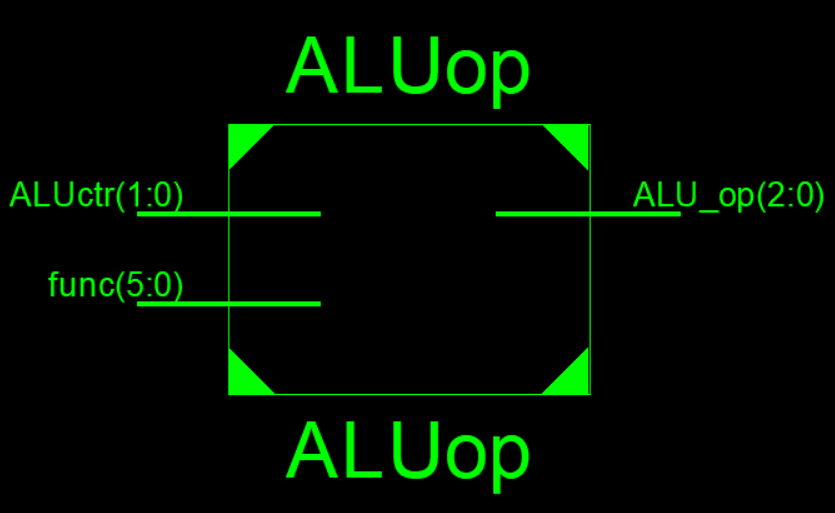 ALUop
ALUctr(1:0)
ALU_op(2:0)
func(5:0)
ALUop